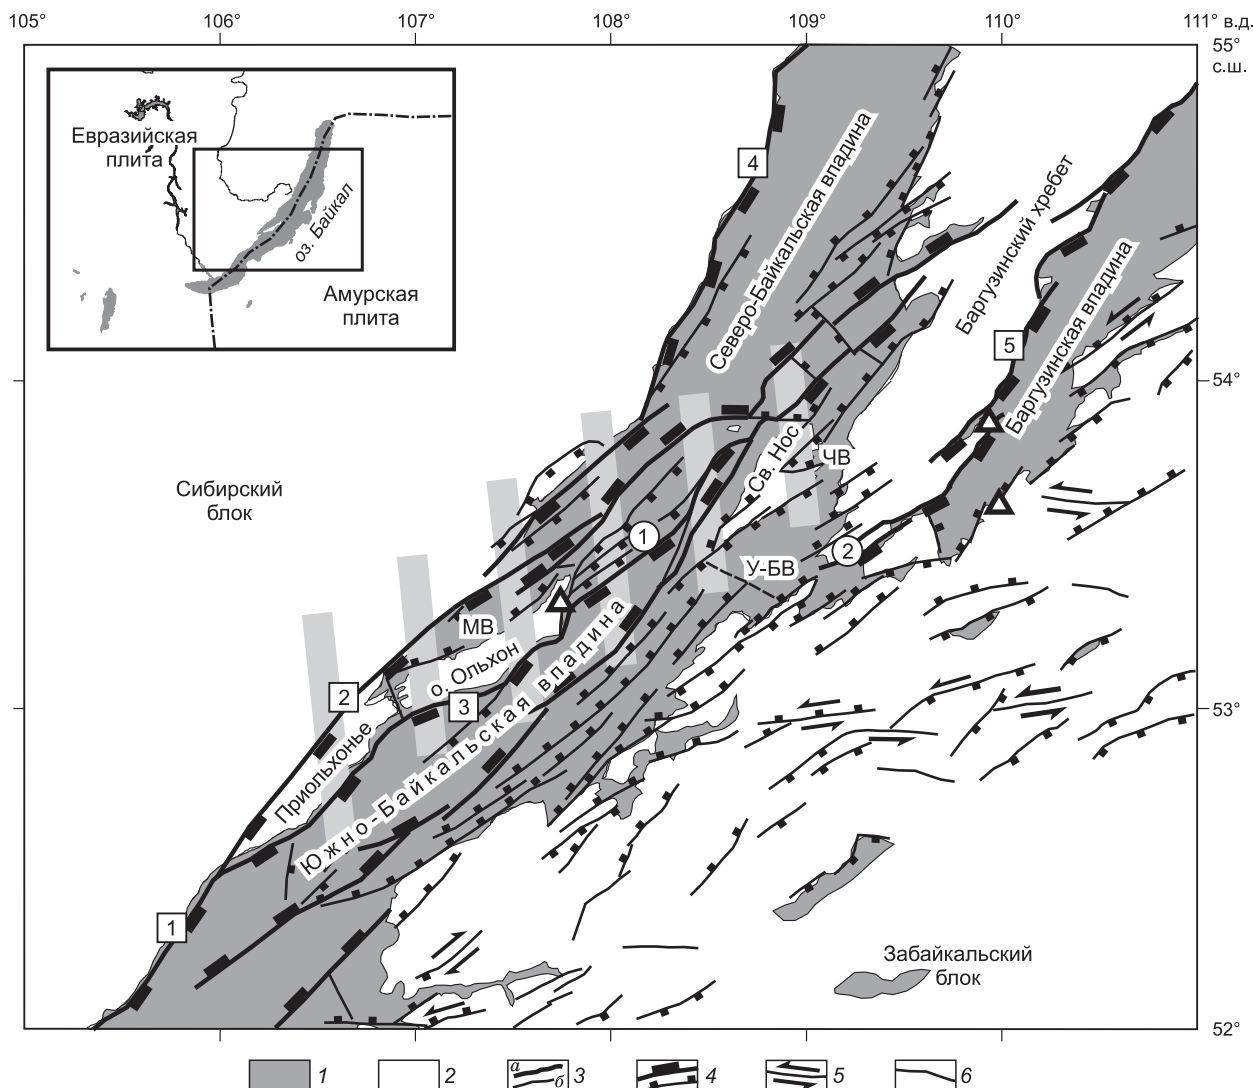 105° 106° 107° 108° 109° 110° 111° в.д.
55°
с.ш.
Евразийская
плита
оз. Байкал
Амурская
плита
4
Северо-Байкальская впадина
Баргузинский хребет
5
Баргузинская впадина
54°
Сибирский
блок
Св. Нос
ЧВ
1
2
У-БВ
МВ
о. Ольхон
2
3
53°
Приольхонье
Южно-Байкальская впадина
1
Забайкальский
блок
52°
1 2 а б 3 4 5 6